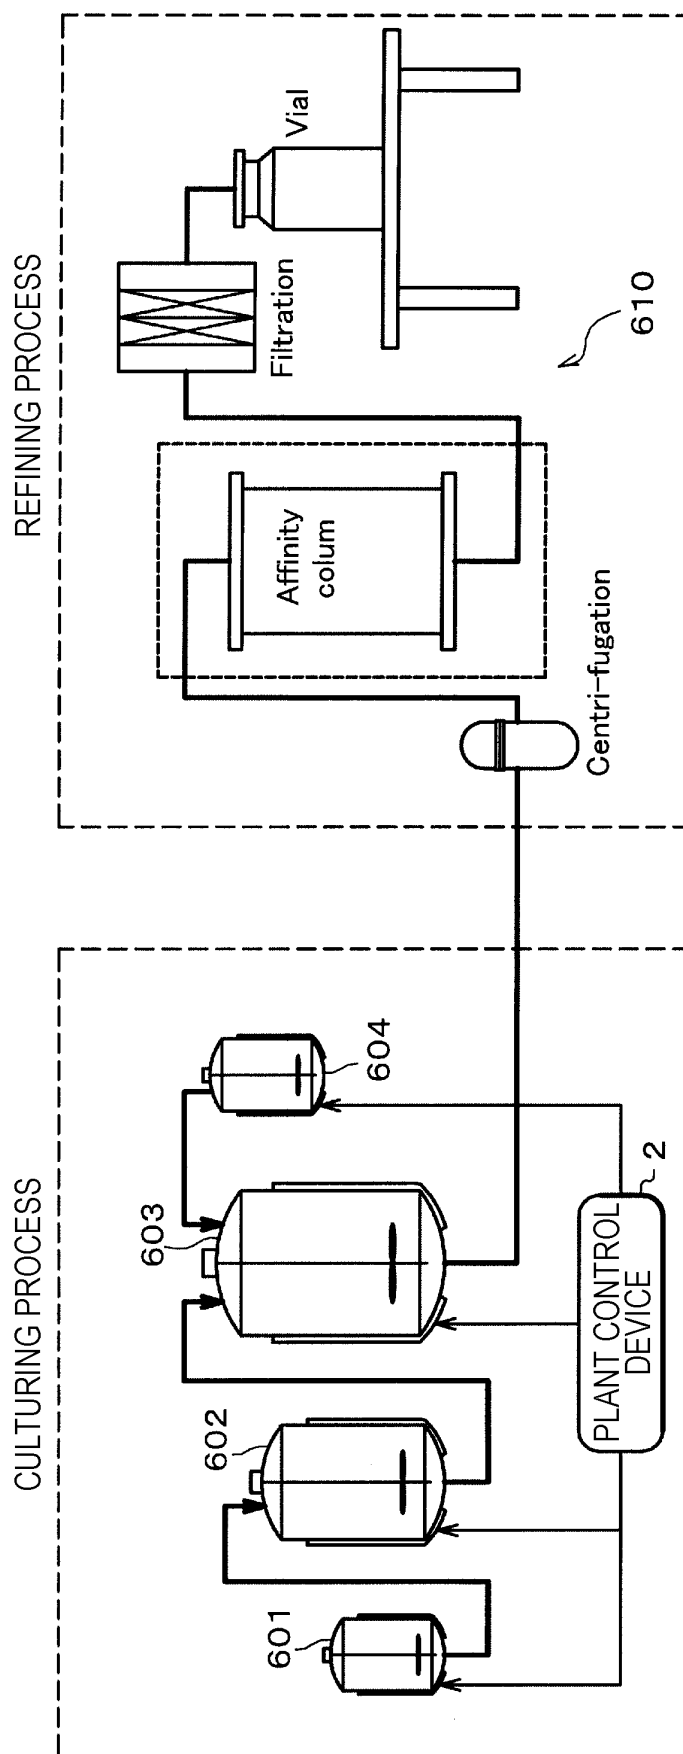 CULTURING PROCESS
REFINING PROCESS
601
602
603
604
PLANT CONTROL
DEVICE
2
Centri-fugation
Affinity
colum
Filtration
Vial
610